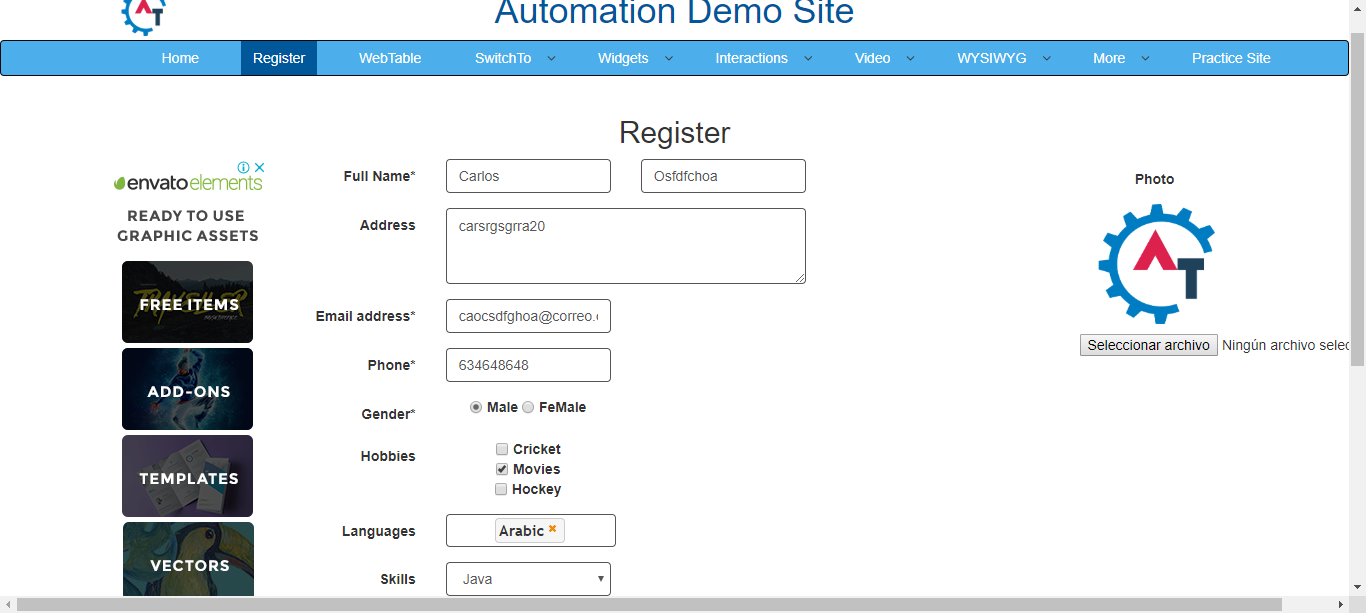 Automation Demo Site
Home Register WebTable SwitchTo Widgets Interactions Video WYSIWYG More Practice Site
Register
envato elements
READY TO USE
GRAPHIC ASSETS
FREE ITEMS
ADD-ONS
TEMPLATES
VECTORS
Full Name* Carlos Osfdfchoa
Address carsrgsgrra20
Email address* caocsdfghoa@correo.
Phone* 634648648
Gender* Male FeMale
Hobbies Cricket
Movies
Hockey
Languages Arabic
Skills Java
Photo
AT
Seleccionar archivo Ningún archivo selec